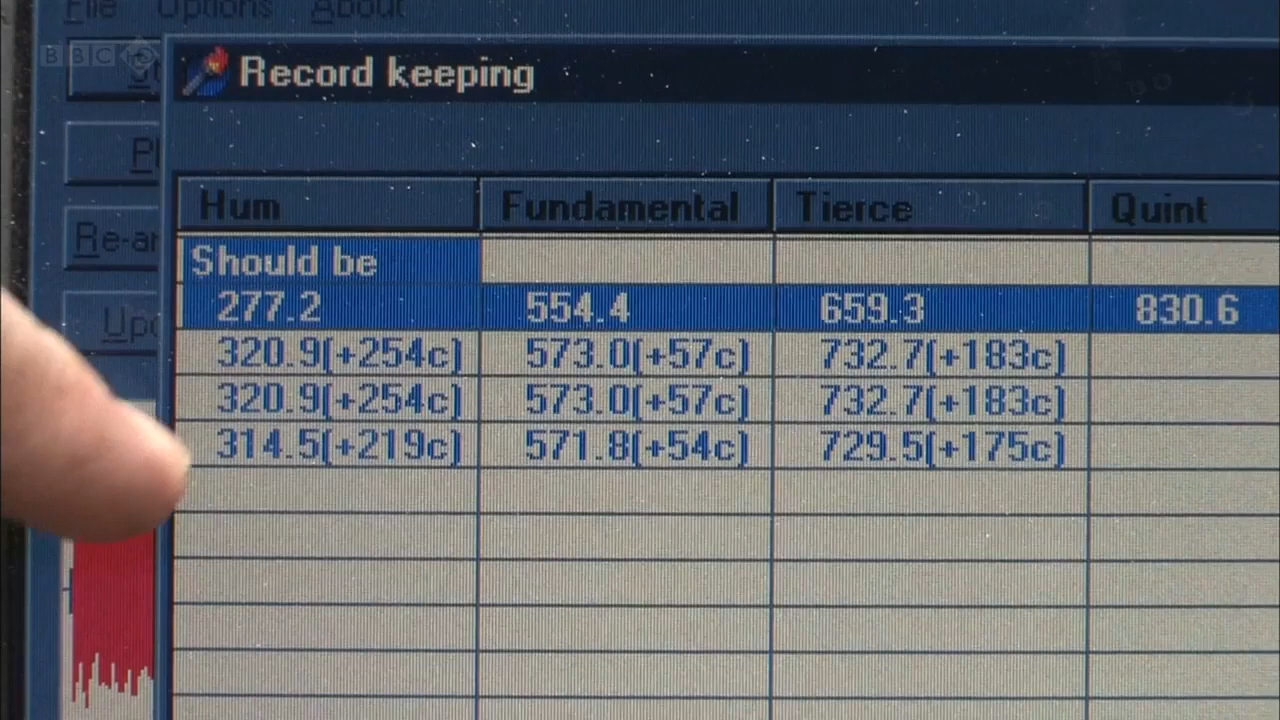 File Options About
BBC HD
Record keeping
Hum Fundamental Tierce Quint
Should be
277.2 554.4 659.3 830.6
320.9(+254c) 573.0(+57c) 732.7(+183c)
320.9(+254c) 573.0(+57c) 732.7(+183c)
314.5(+219c) 571.8(+54c) 729.5(+175c)